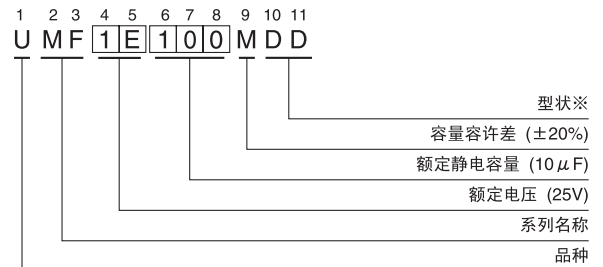 1 2 3 4 5 6 7 8 9 10 11
U M F 1 E 1 0 0 M D D
型状※
容量容许差 (±20%)
额定静电容量 (10μF)
额定电压 (25V)
系列名称
品种